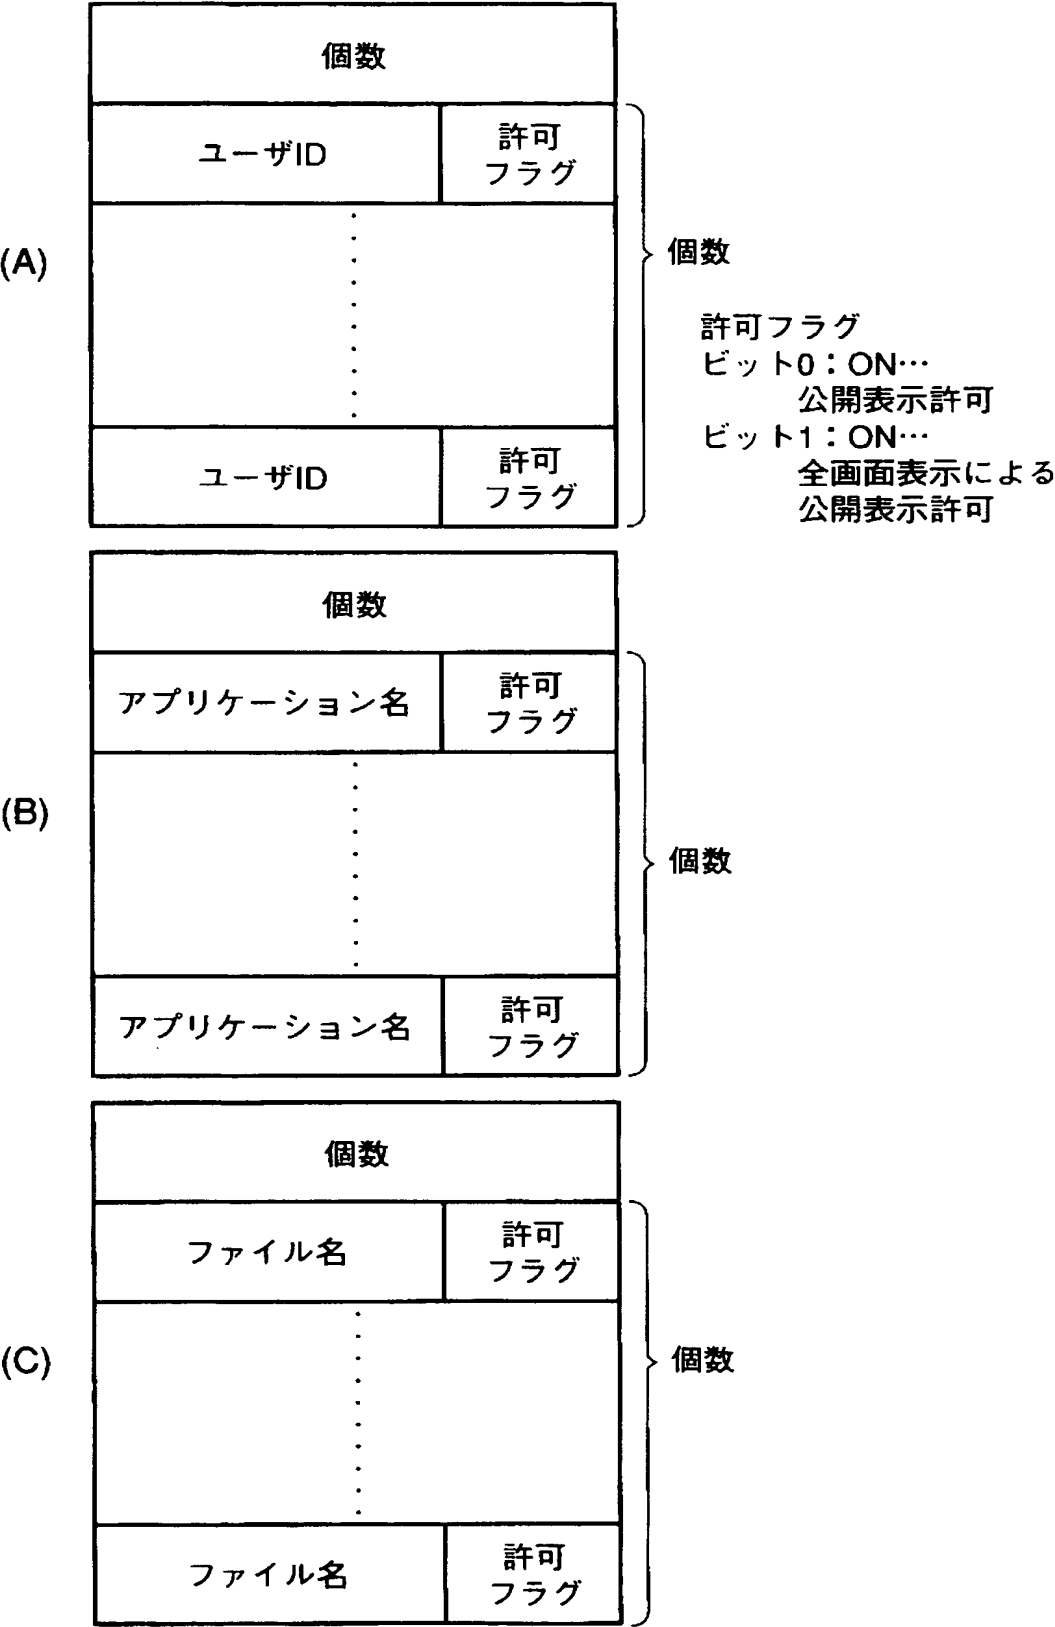 個数
ユーザID
許可
フラグ
(A)
個数
許可フラグ
ビット0:ON…
公開表示許可
ビット1:ON…
全画面表示による
公開表示許可
ユーザID
許可
フラグ
個数
アプリケーション名
許可
フラグ
(B)
個数
アプリケーション名
許可
フラグ
個数
ファイル名
許可
フラグ
(C)
個数
ファイル名
許可
フラグ